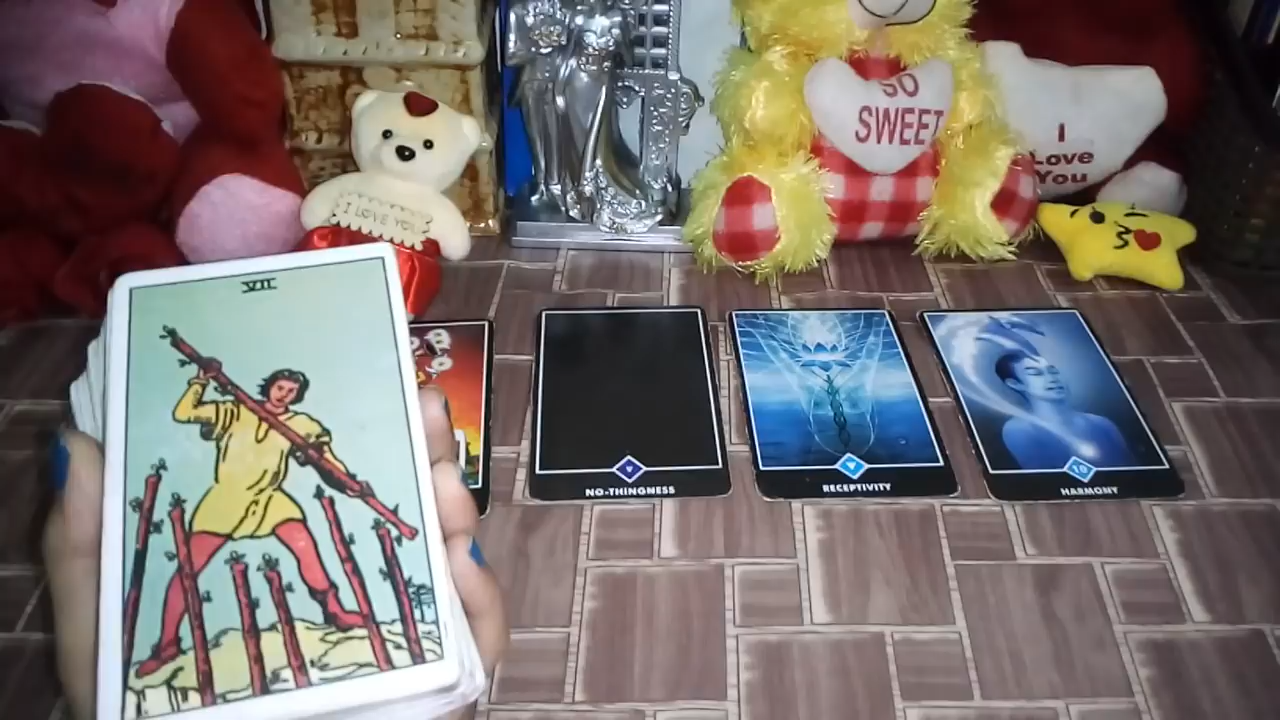 I LOVE YOU
SO
SWEET
I
Love
You
VII
V
NO-THINGNESS
RECEPTIVITY
10
HARMONY